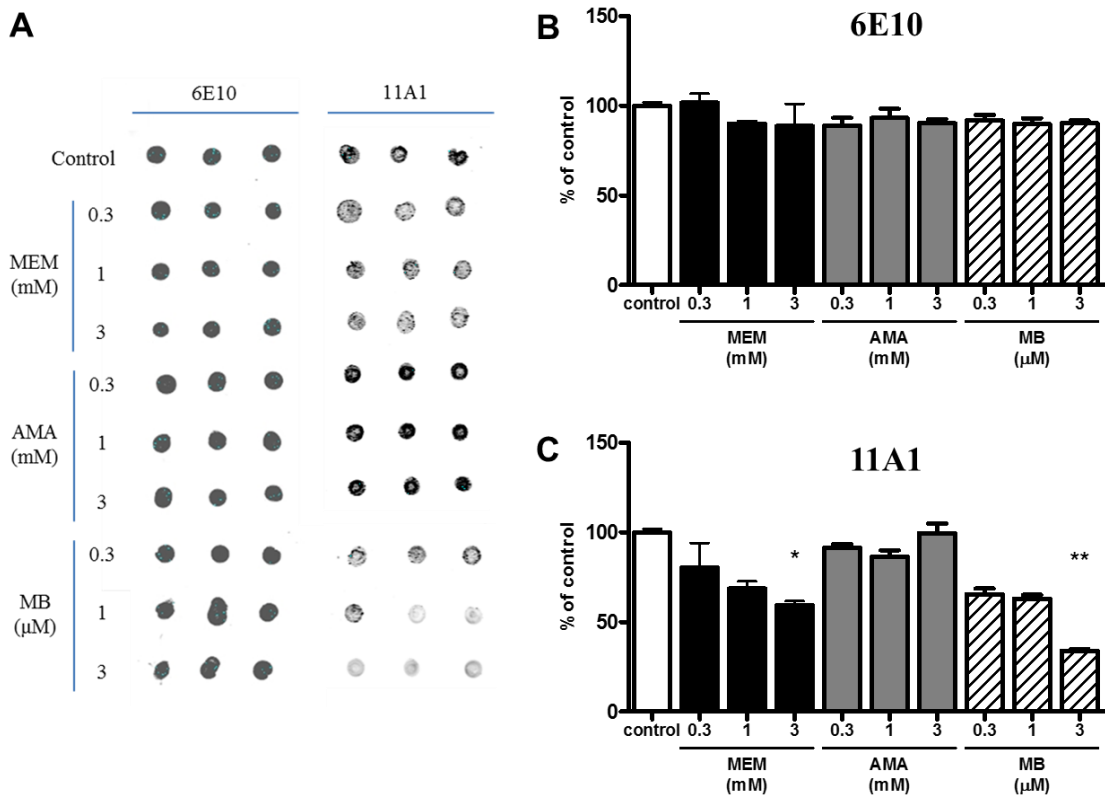 A
6E10 11A1
Control
MEM
(mM)
0.3
1
3
AMA
(mM)
0.3
1
3
MB
(μM)
0.3
1
3
B
6E10
% of control
150
100
50
0
control 0.3 1 3 0.3 1 3 0.3 1 3
MEM AMA MB
(mM) (mM) (μM)
C
11A1
% of control
150
100
50
0
* **
control 0.3 1 3 0.3 1 3 0.3 1 3
MEM AMA MB
(mM) (mM) (μM)